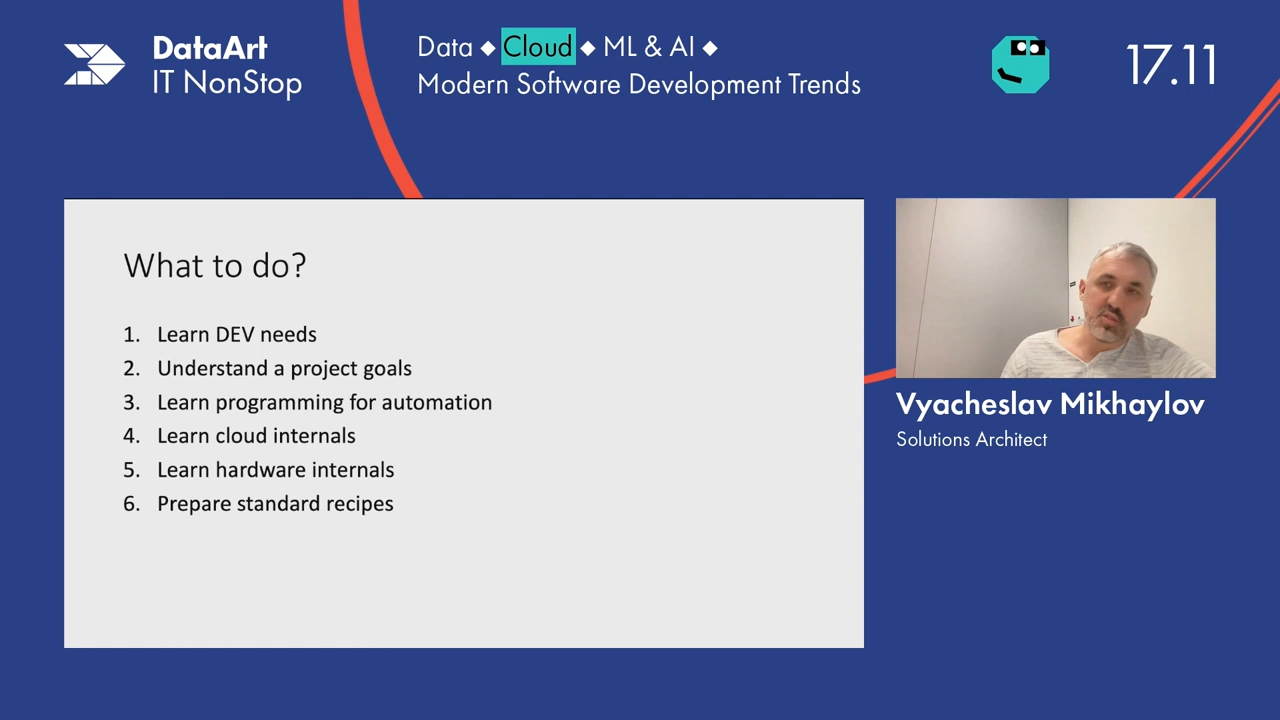 DataArt
IT NonStop
Data ◆ Cloud ◆ ML & AI ◆
Modern Software Development Trends
17.11
What to do?
1. Learn DEV needs
2. Understand a project goals
3. Learn programming for automation
4. Learn cloud internals
5. Learn hardware internals
6. Prepare standard recipes
Vyacheslav Mikhaylov
Solutions Architect